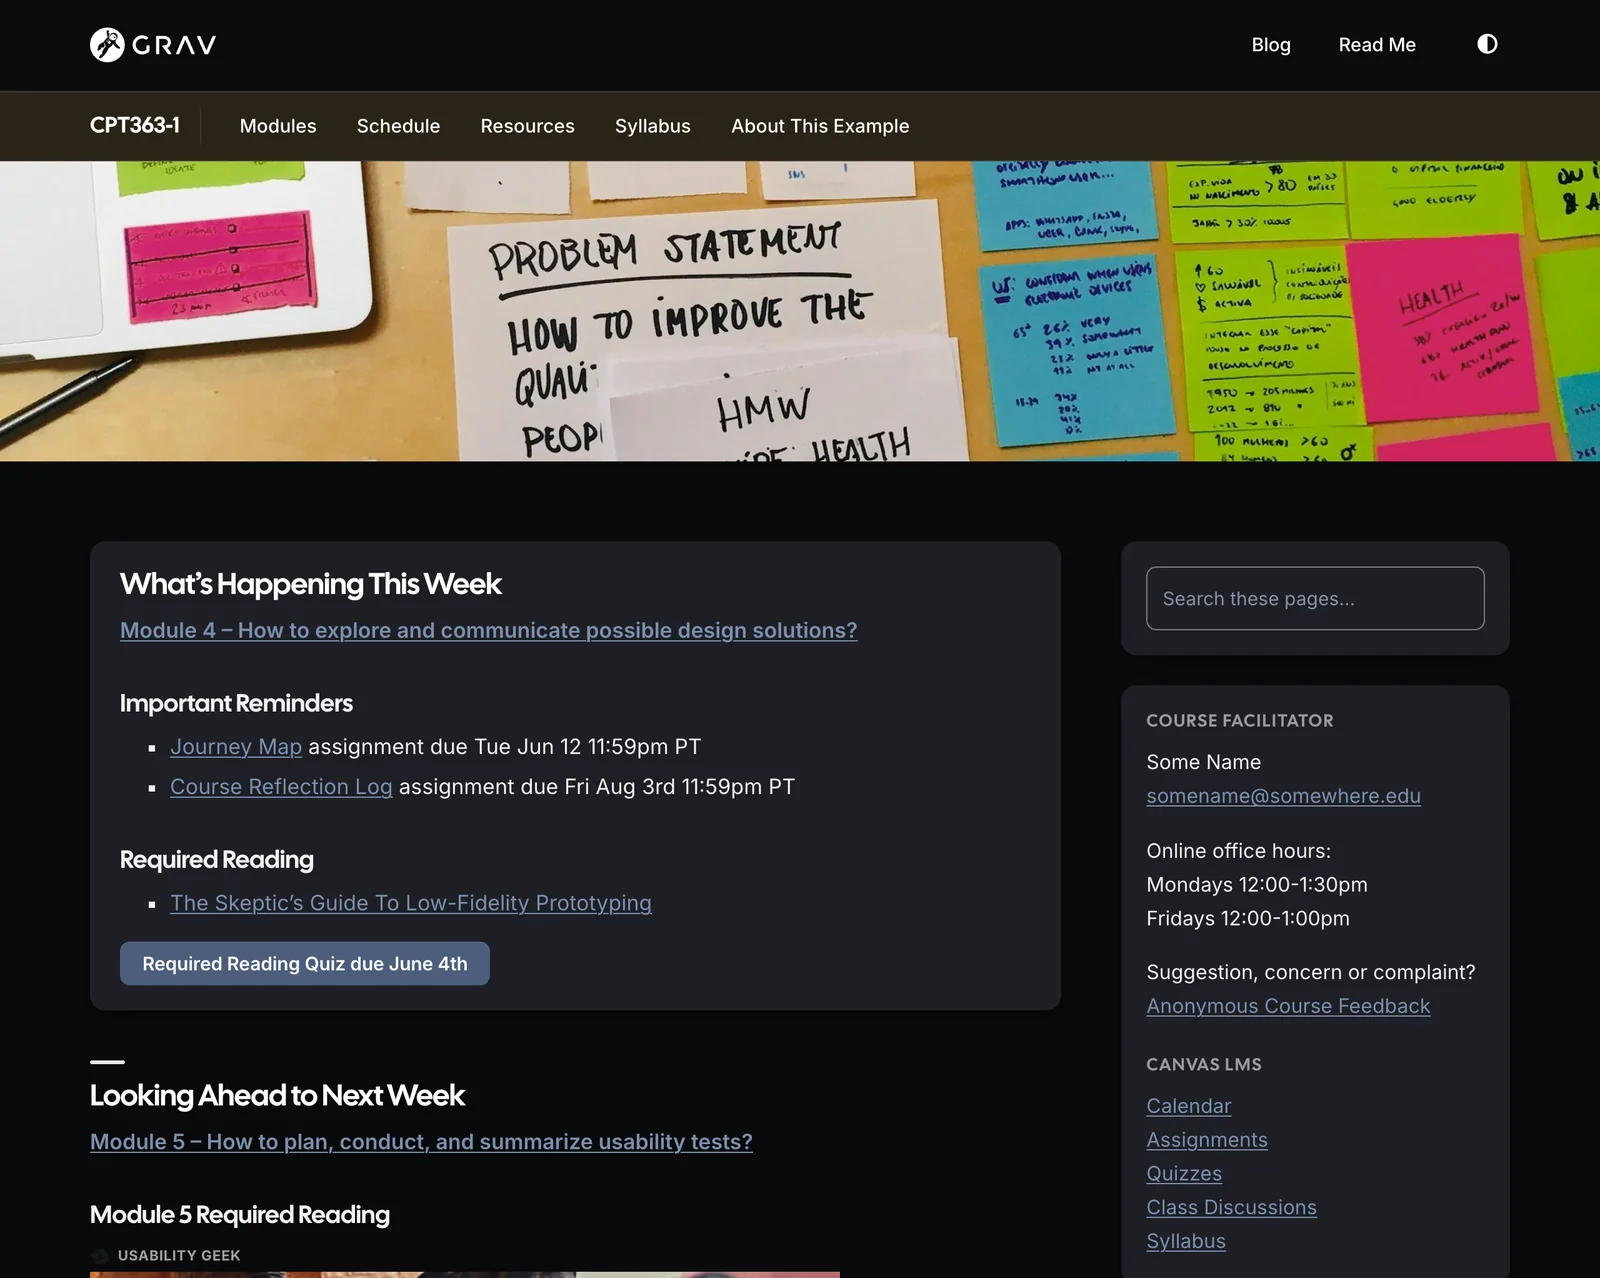 GRAV
Blog
Read Me
CPT363-1
Modules
Schedule
Resources
Syllabus
About This Example
PROBLEM STATEMENT
HOW TO IMPROVE THE
QUALI
PEOPL
HMW
HEALTH
HEALTH
What's Happening This Week
Module 4 – How to explore and communicate possible design solutions?
Important Reminders
Journey Map assignment due Tue Jun 12 11:59pm PT
Course Reflection Log assignment due Fri Aug 3rd 11:59pm PT
Required Reading
The Skeptic's Guide To Low-Fidelity Prototyping
Required Reading Quiz due June 4th
Looking Ahead to Next Week
Module 5 – How to plan, conduct, and summarize usability tests?
Module 5 Required Reading
USABILITY GEEK
Search these pages...
COURSE FACILITATOR
Some Name
somename@somewhere.edu
Online office hours:
Mondays 12:00-1:30pm
Fridays 12:00-1:00pm
Suggestion, concern or complaint?
Anonymous Course Feedback
CANVAS LMS
Calendar
Assignments
Quizzes
Class Discussions
Syllabus